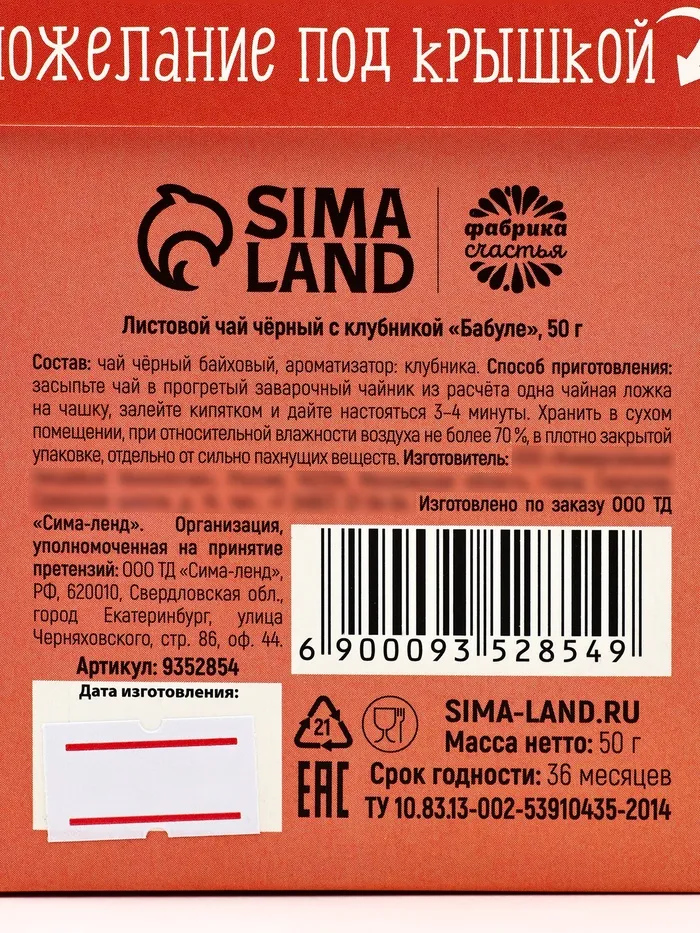 пожелание под крышкой
SIMA LAND
фабрика счастья
Листовой чай чёрный с клубникой «Бабуле», 50 г
Состав: чай чёрный байховый, ароматизатор: клубника. Способ приготовления:
засыпьте чай в прогретый заварочный чайник из расчёта одна чайная ложка
на чашку, залейте кипятком и дайте настояться 3–4 минуты. Хранить в сухом
помещении, при относительной влажности воздуха не более 70 %, в плотно закрытой
упаковке, отдельно от сильно пахнущих веществ. Изготовитель:
Изготовлено по заказу ООО ТД
«Сима-ленд». Организация,
уполномоченная на принятие
претензий: ООО ТД «Сима-ленд»,
РФ, 620010, Свердловская обл.,
город Екатеринбург, улица
Черняховского, стр. 86, оф. 44.
Артикул: 9352854
Дата изготовления:
6 900093 528549
21
SIMA-LAND.RU
Масса нетто: 50 г
EAC
Срок годности: 36 месяцев
ТУ 10.83.13-002-53910435-2014